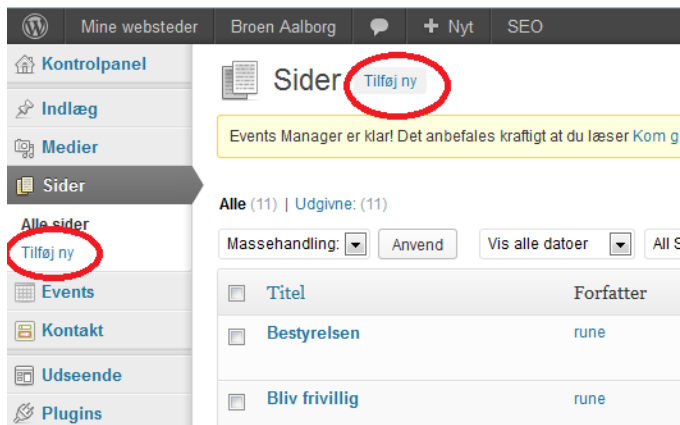 Mine websteder Broen Aalborg Nyt SEO
Kontrolpanel
Indlæg
Medier
Sider
Alle sider
Tilføj ny
Events
Kontakt
Udseende
Plugins
Sider Tilføj ny
Events Manager er klar! Det anbefales kraftigt at du læser Kom g
Alle (11) | Udgivne: (11)
Massehandling: Anvend Vis alle datoer All S
Titel Forfatter
Bestyrelsen rune
Bliv frivillig rune